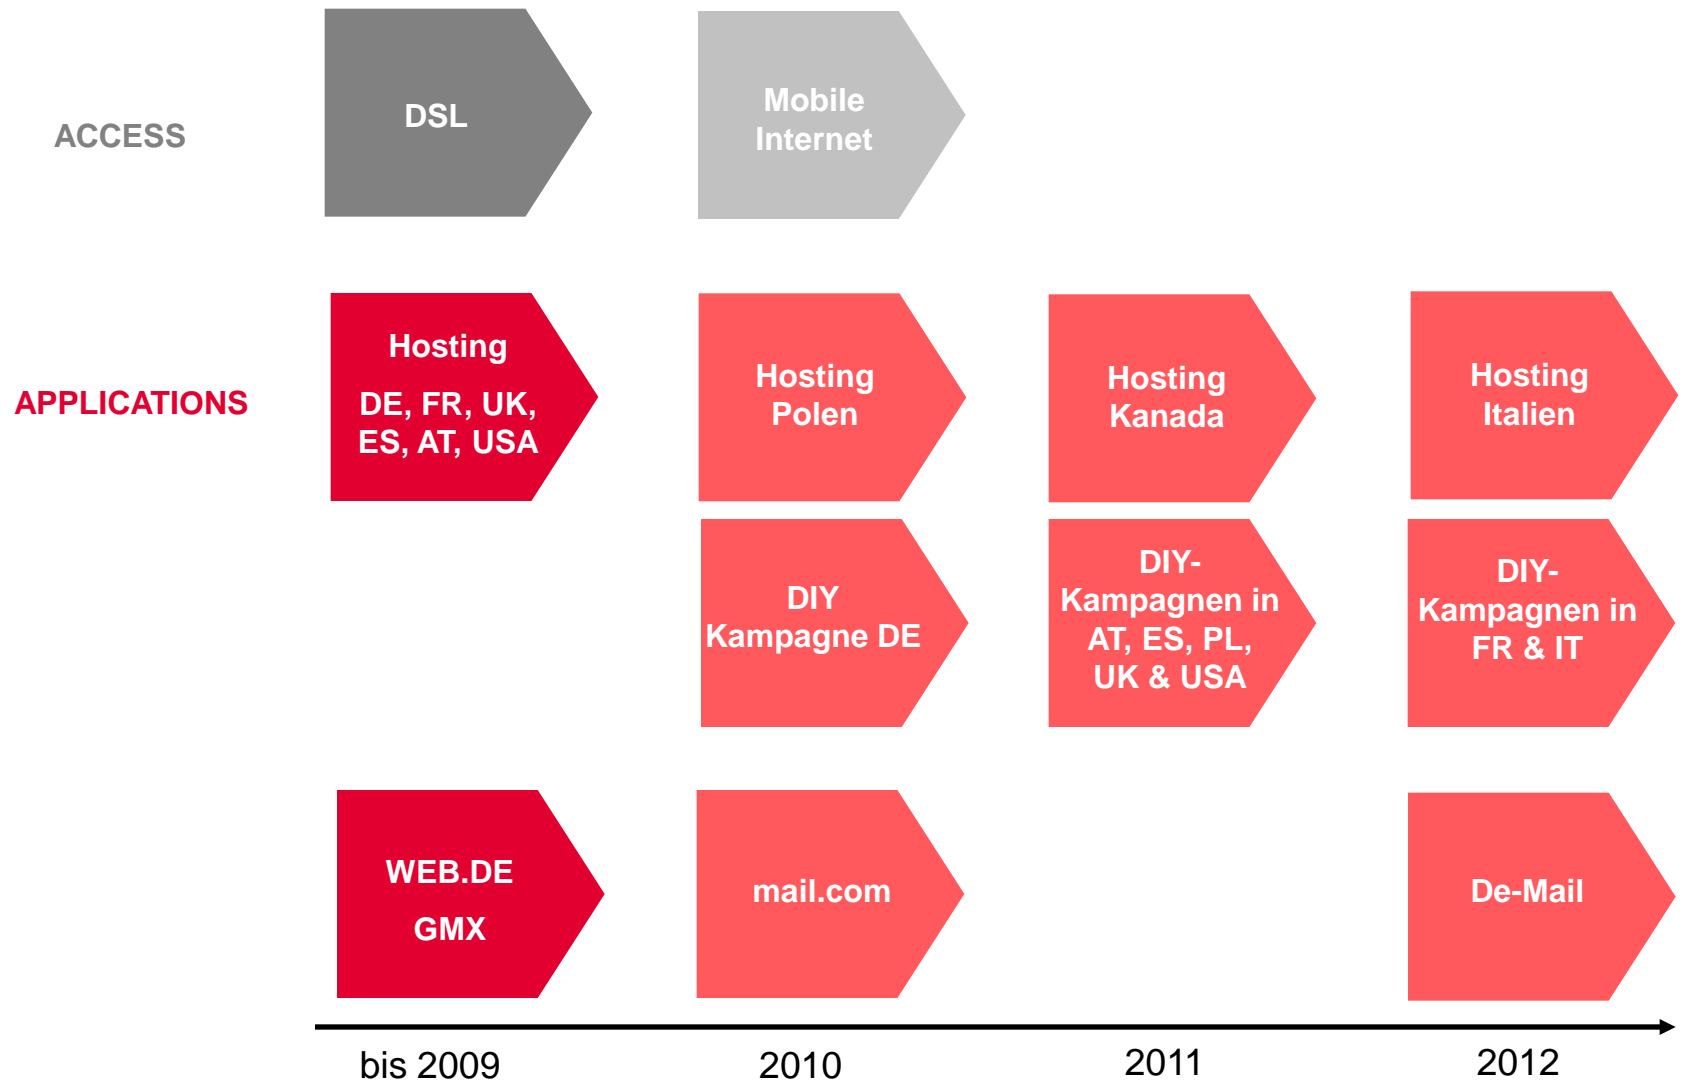 ACCESS
DSL
Mobile
Internet
APPLICATIONS
Hosting
DE, FR, UK,
ES, AT, USA
Hosting
Polen
Hosting
Kanada
Hosting
Italien
DIY
Kampagne DE
DIY-
Kampagnen in
AT, ES, PL,
UK & USA
DIY-
Kampagnen in
FR & IT
WEB.DE
GMX
mail.com
De-Mail
bis 2009
2010
2011
2012